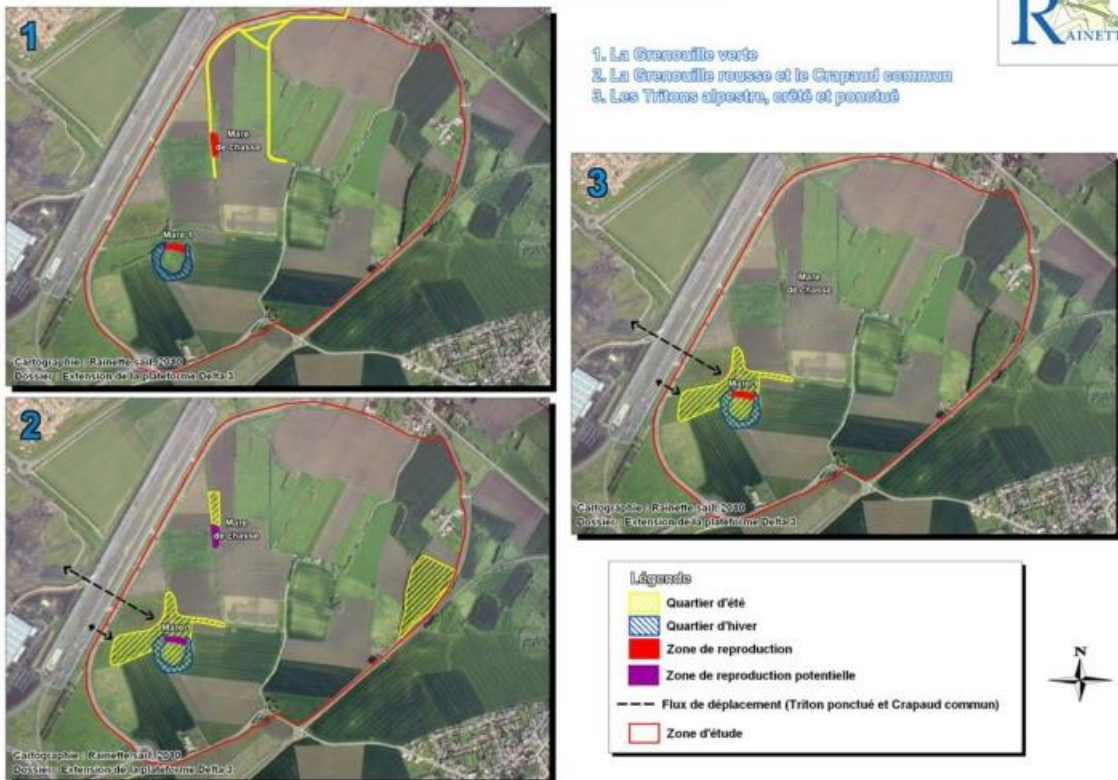 1
Mare
de chasse
Mare 1
Cartographie : Rainette sarl, 2010
Dossier : Extension de la plateforme Delta 3
RAINETT
1. La Grenouille verte
2. La Grenouille rousse et le Crapaud commun
3. Les Tritons alpestre, crêté et ponctué
2
Mare
de chasse
Mare 1
Cartographie : Rainette sarl, 2010
Dossier : Extension de la plateforme Delta 3
3
Mare
de chasse
Mare 1
Cartographie : Rainette sarl, 2010
Dossier : Extension de la plateforme Delta 3
Légende
Quartier d'été
Quartier d'hiver
Zone de reproduction
Zone de reproduction potentielle
Flux de déplacement (Triton ponctué et Crapaud commun)
Zone d'étude
N